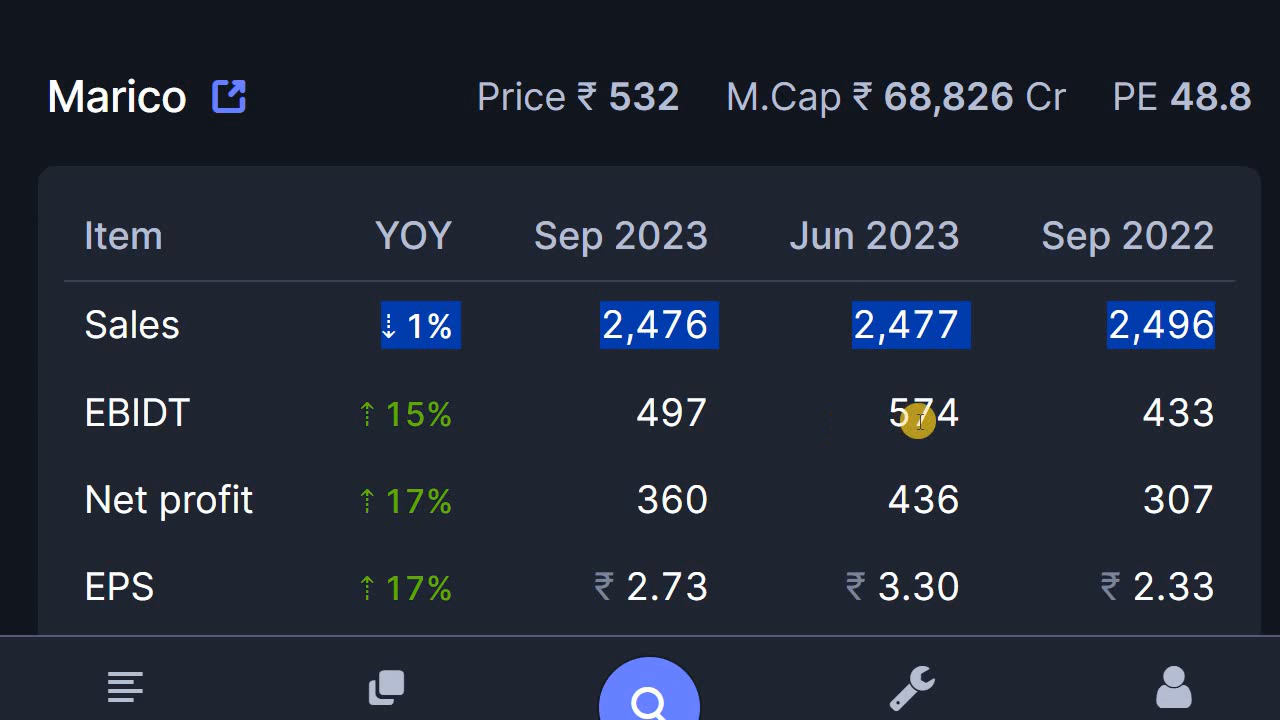 Marico Price ₹ 532 M.Cap ₹ 68,826 Cr PE 48.8
Item YOY Sep 2023 Jun 2023 Sep 2022
Sales ⇣ 1% 2,476 2,477 2,496
EBIDT ⇡ 15% 497 574 433
Net profit ⇡ 17% 360 436 307
EPS ⇡ 17% ₹ 2.73 ₹ 3.30 ₹ 2.33